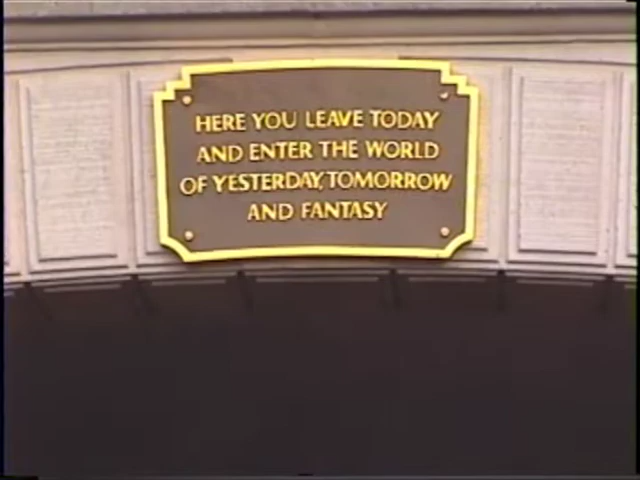 HERE YOU LEAVE TODAY
AND ENTER THE WORLD
OF YESTERDAY, TOMORROW
AND FANTASY